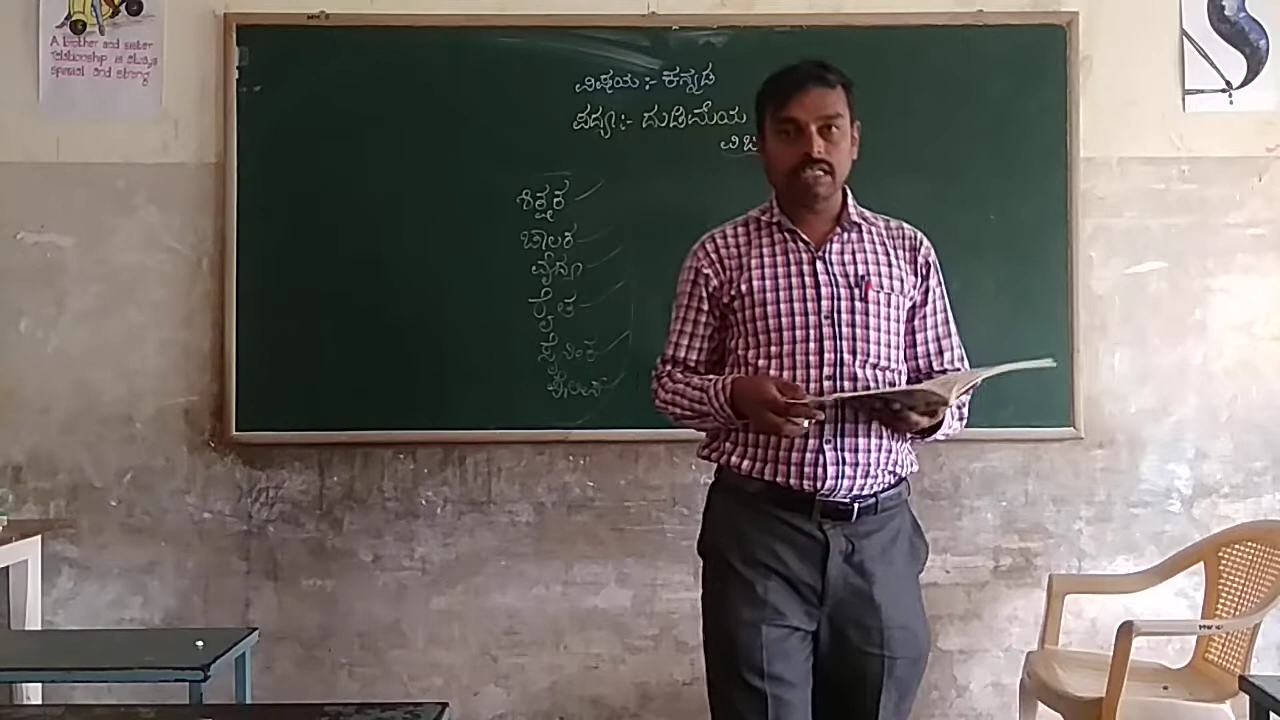 A brother and sister
relationship is always
special and strong
ವಿಷಯ :- ಕನ್ನಡ
ಪದ್ಯ :- ದುಡಿಮೆಯ
ಶಿಕ್ಷಕ
ಚಾಲಕ
ವೈದ್ಯ
ರೈತ
ಸೈನಿಕ
ಪೋಲಿಸ್